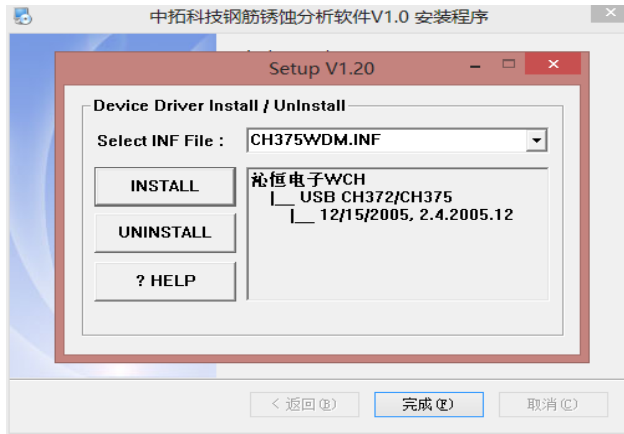 中拓科技钢筋锈蚀分析软件V1.0 安装程序
Setup V1.20
Device Driver Install / UnInstall
Select INF File :
CH375WDM.INF
INSTALL
UNINSTALL
? HELP
沁恒电子WCH
|__ USB CH372/CH375
|__ 12/15/2005, 2.4.2005.12
< 返回(B)
完成(F)
取消(C)